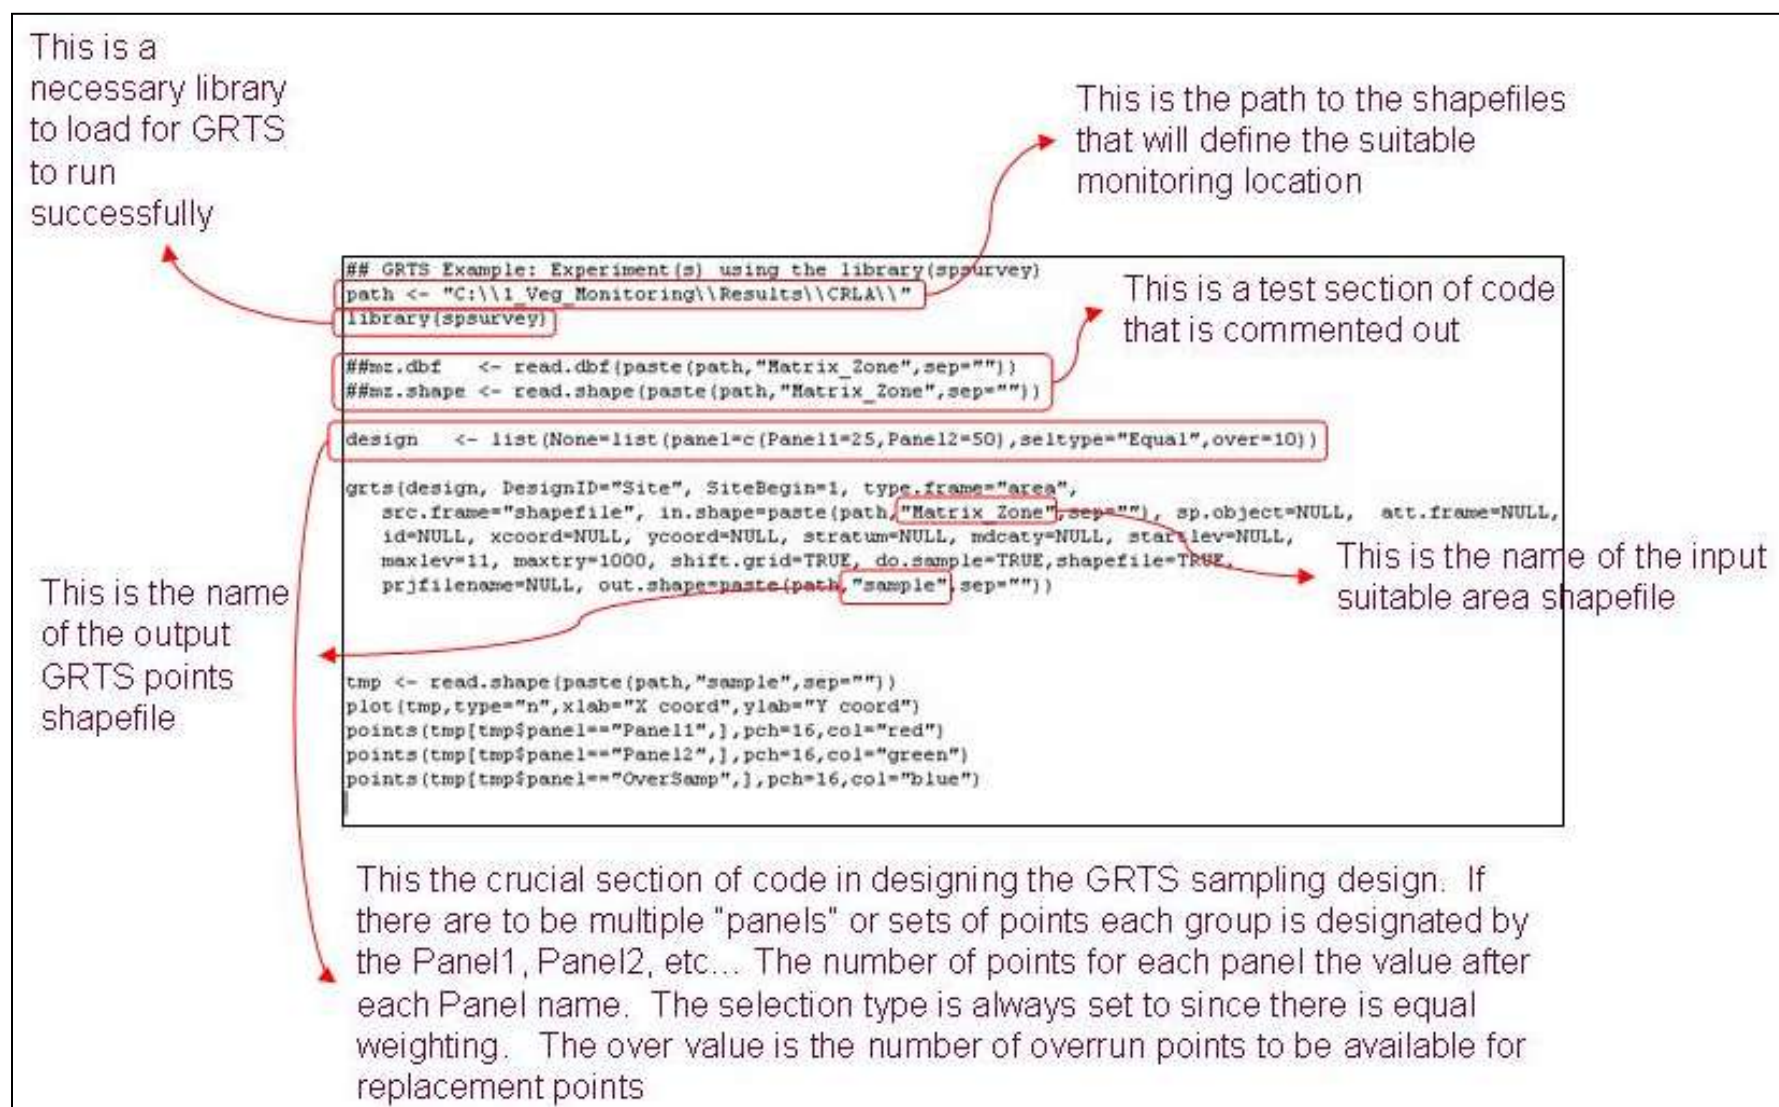 This is a
necessary library
to load for GRTS
to run
successfully
This is the path to the shapefiles
that will define the suitable
monitoring location
## GRTS Example: Experiment(s) using the library(spsurvey)
path <- "C:\\1_Veg_Monitoring\\Results\\CRLA\\"
library(spsurvey)
This is a test section of code
that is commented out
##mz.dbf   <- read.dbf(paste(path,"Matrix_Zone",sep=""))
##mz.shape <- read.shape(paste(path,"Matrix_Zone",sep=""))
design   <- list(None=list(panel=c(Panel1=25,Panel2=50),seltype="Equal",over=10))
grts(design, DesignID="Site", SiteBegin=1, type.frame="area",
src.frame="shapefile", in.shape=paste(path,"Matrix_Zone",sep=""), sp.object=NULL,  att.frame=NULL,
id=NULL, xcoord=NULL, ycoord=NULL, stratum=NULL, mdcaty=NULL, startlev=NULL,
maxlev=11, maxtry=1000, shift.grid=TRUE, do.sample=TRUE,shapefile=TRUE,
prjfilename=NULL, out.shape=paste(path,"sample",sep=""))
This is the name of the input
suitable area shapefile
This is the name
of the output
GRTS points
shapefile
tmp <- read.shape(paste(path,"sample",sep=""))
plot(tmp,type="n",xlab="X coord",ylab="Y coord")
points(tmp[tmp$panel=="Panel1",],pch=16,col="red")
points(tmp[tmp$panel=="Panel2",],pch=16,col="green")
points(tmp[tmp$panel=="OverSamp",],pch=16,col="blue")
This the crucial section of code in designing the GRTS sampling design.  If
there are to be multiple "panels" or sets of points each group is designated by
the Panel1, Panel2, etc... The number of points for each panel the value after
each Panel name.  The selection type is always set to since there is equal
weighting.   The over value is the number of overrun points to be available for
replacement points